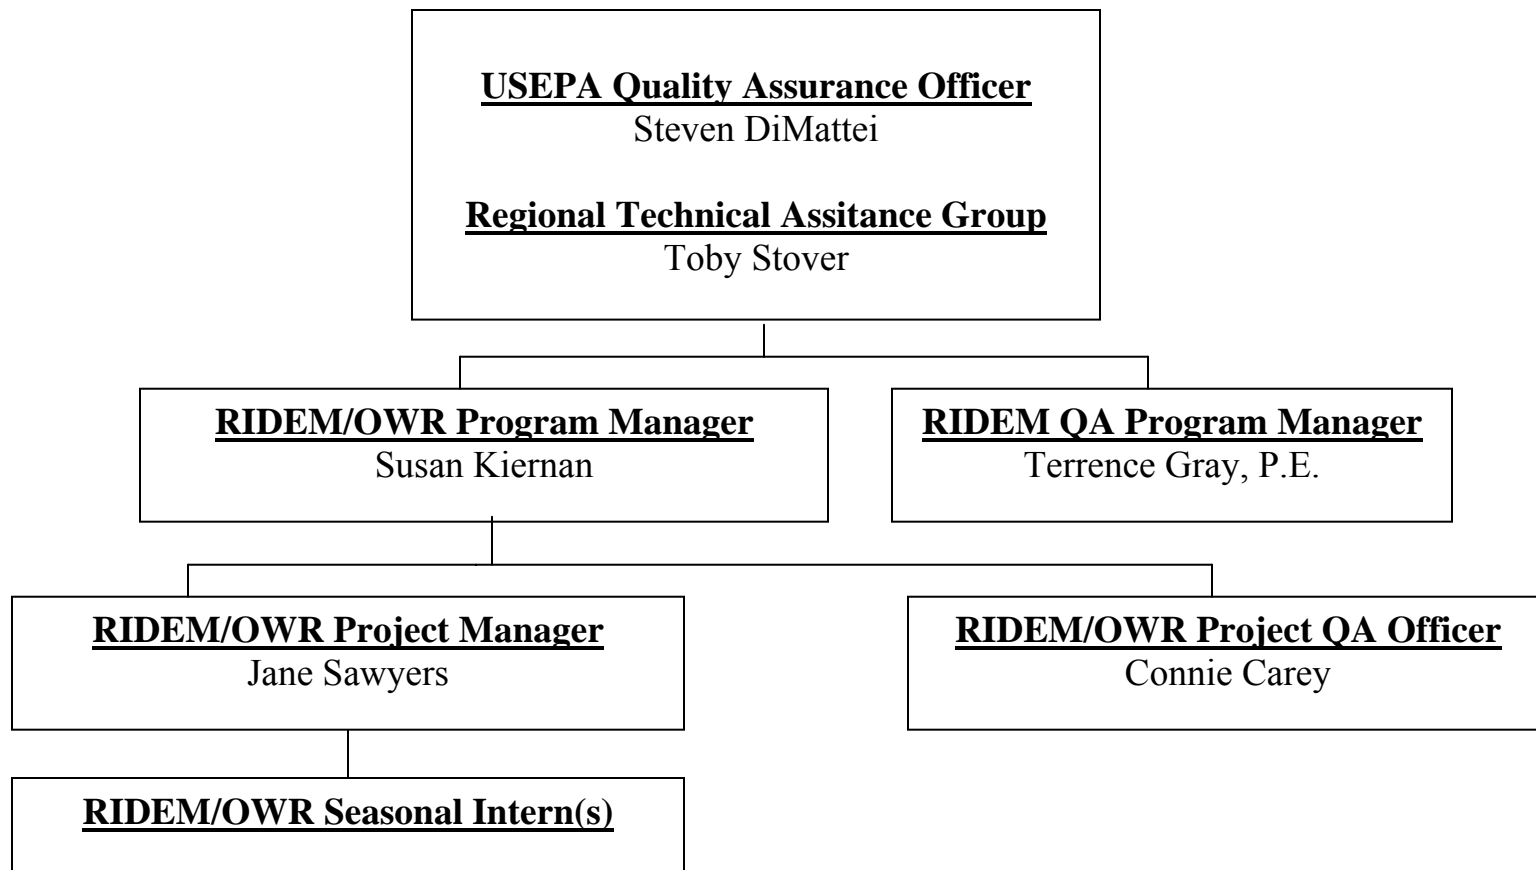 USEPA Quality Assurance Officer
Steven DiMattei
Regional Technical Assitance Group
Toby Stover
RIDEM/OWR Program Manager
Susan Kiernan
RIDEM QA Program Manager
Terrence Gray, P.E.
RIDEM/OWR Project Manager
Jane Sawyers
RIDEM/OWR Project QA Officer
Connie Carey
RIDEM/OWR Seasonal Intern(s)